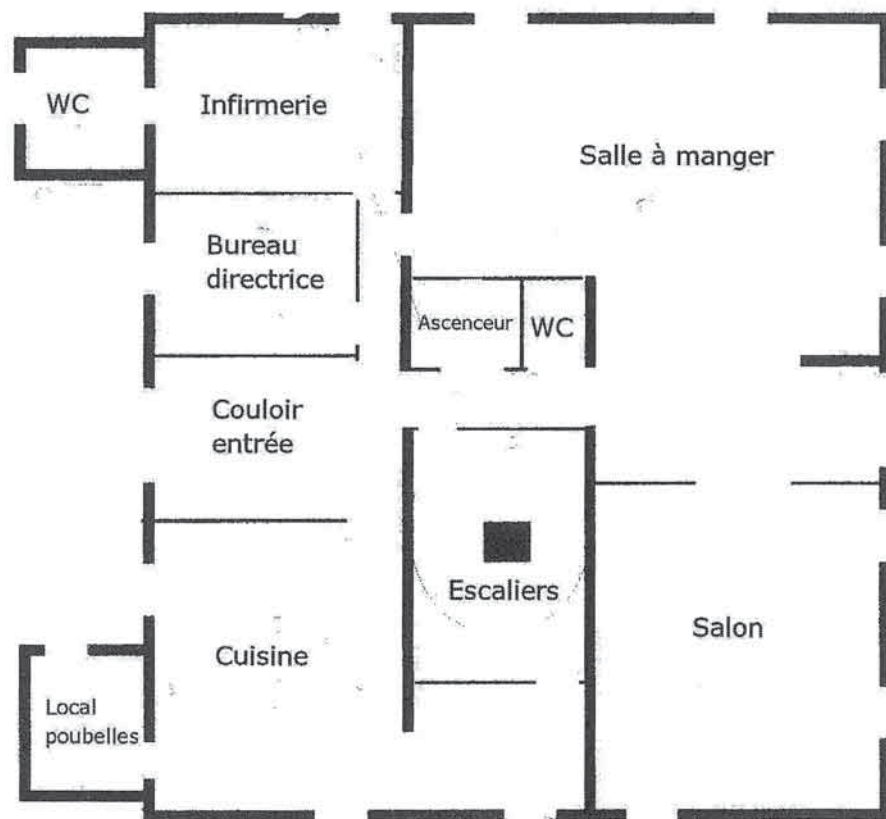 WC
Infirmerie
Salle à manger
Bureau
directrice
Ascenceur
WC
Couloir
entrée
Escaliers
Salon
Cuisine
Local
poubelles